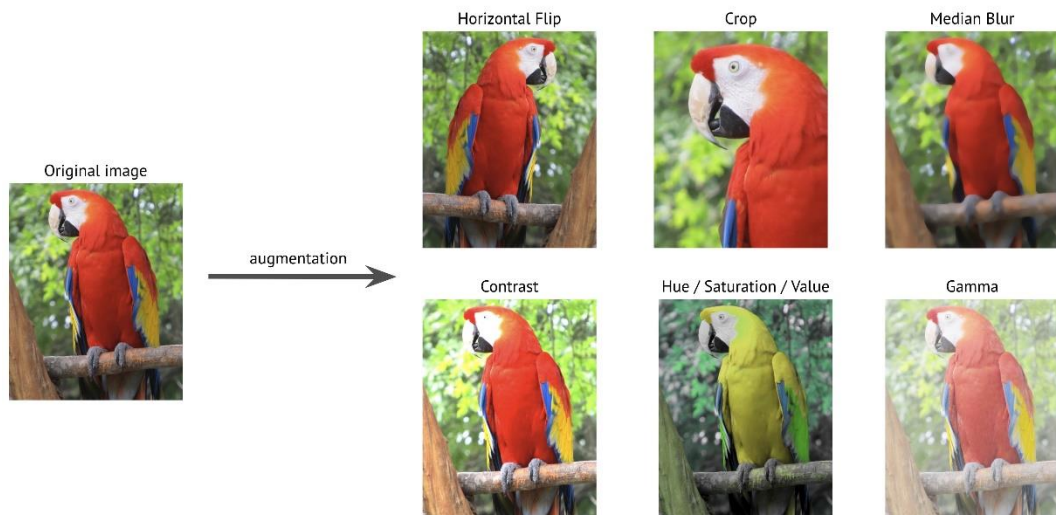 Horizontal Flip
Crop
Median Blur
Original image
augmentation
Contrast
Hue / Saturation / Value
Gamma